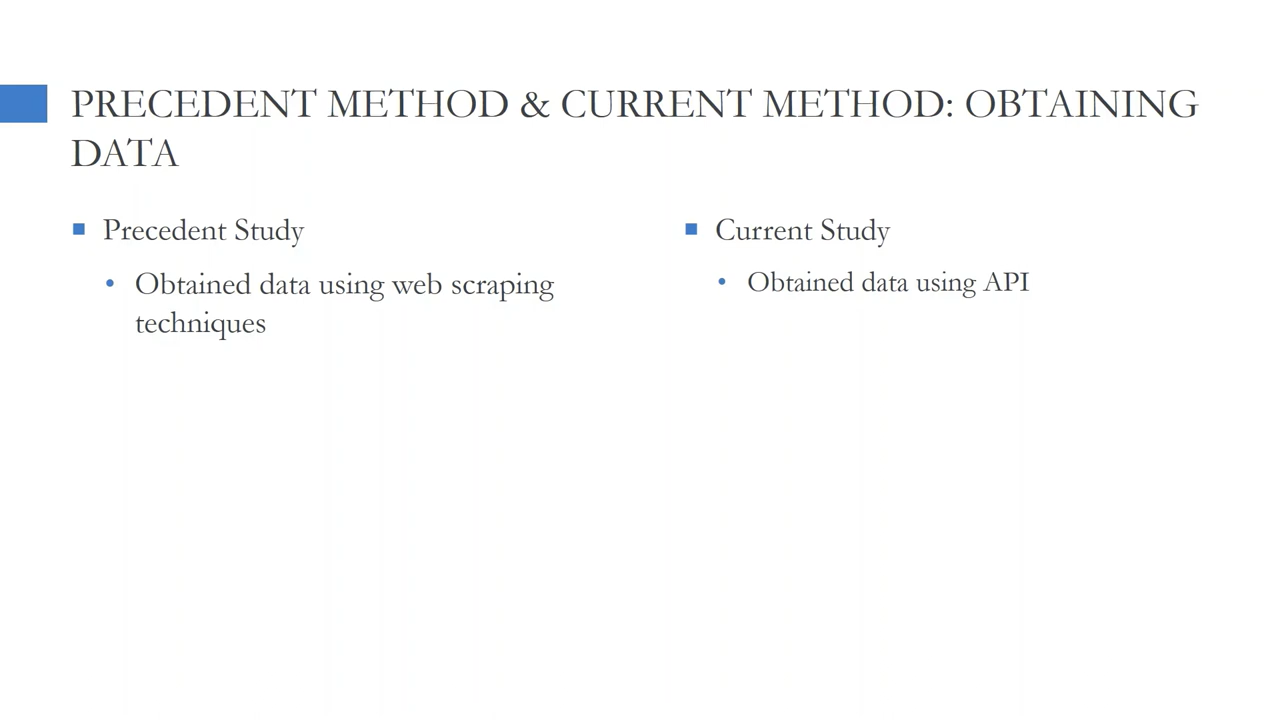 PRECEDENT METHOD & CURRENT METHOD: OBTAINING
DATA
Precedent Study
Obtained data using web scraping
techniques
Current Study
Obtained data using API